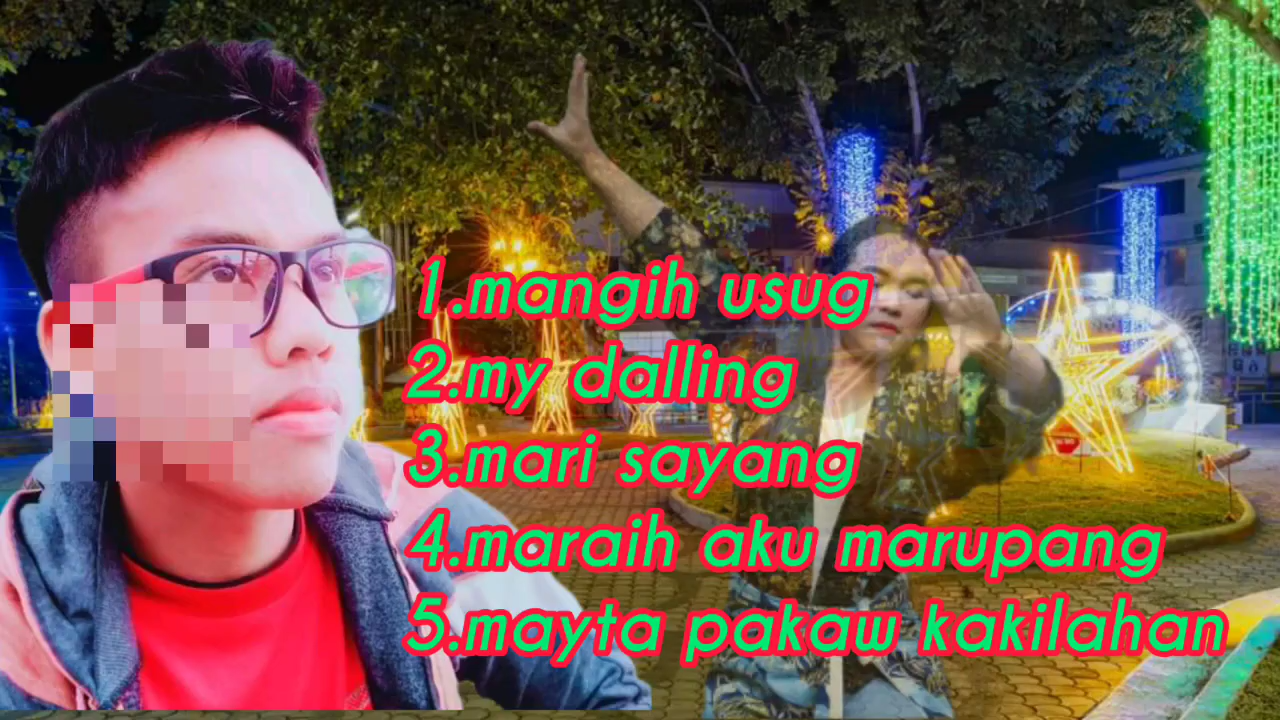 1.mangih usug
2.my dalling
3.mari sayang
4.maraih aku marupang
5.mayta pakaw kakilahan